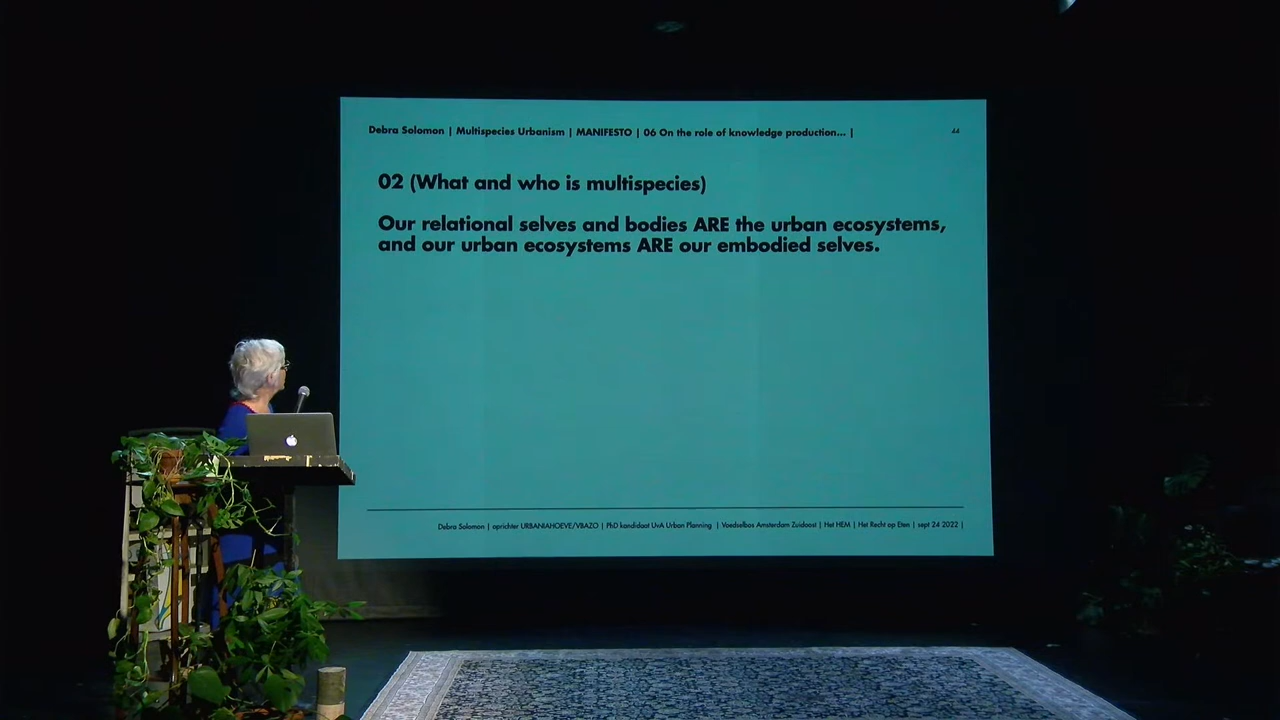 Debra Solomon | Multispecies Urbanism | MANIFESTO | 06 On the role of knowledge production... |
44
02 (What and who is multispecies)
Our relational selves and bodies ARE the urban ecosystems,
and our urban ecosystems ARE our embodied selves.
Debra Solomon | oprichter URBANIAHOEVE/VBAZO | PhD kandidaat UvA Urban Planning | Voedselbos Amsterdam Zuidoost | Het HEM | Het Recht op Eten | sept 24 2022 |